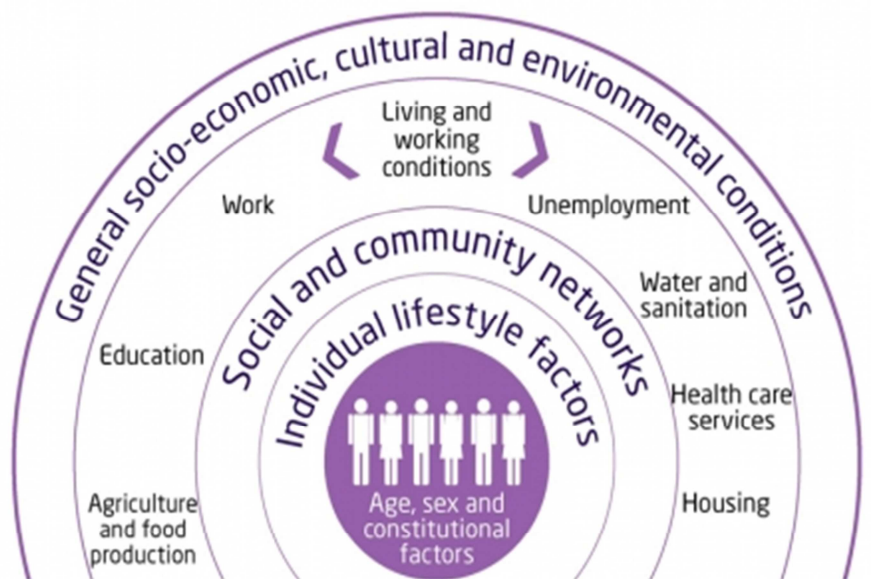 General socio-economic, cultural and environmental conditions
Living and
working
conditions
Work
Unemployment
Social and community networks
Water and
sanitation
Individual lifestyle factors
Education
Health care
services
Agriculture
and food
production
Age, sex and
constitutional
factors
Housing